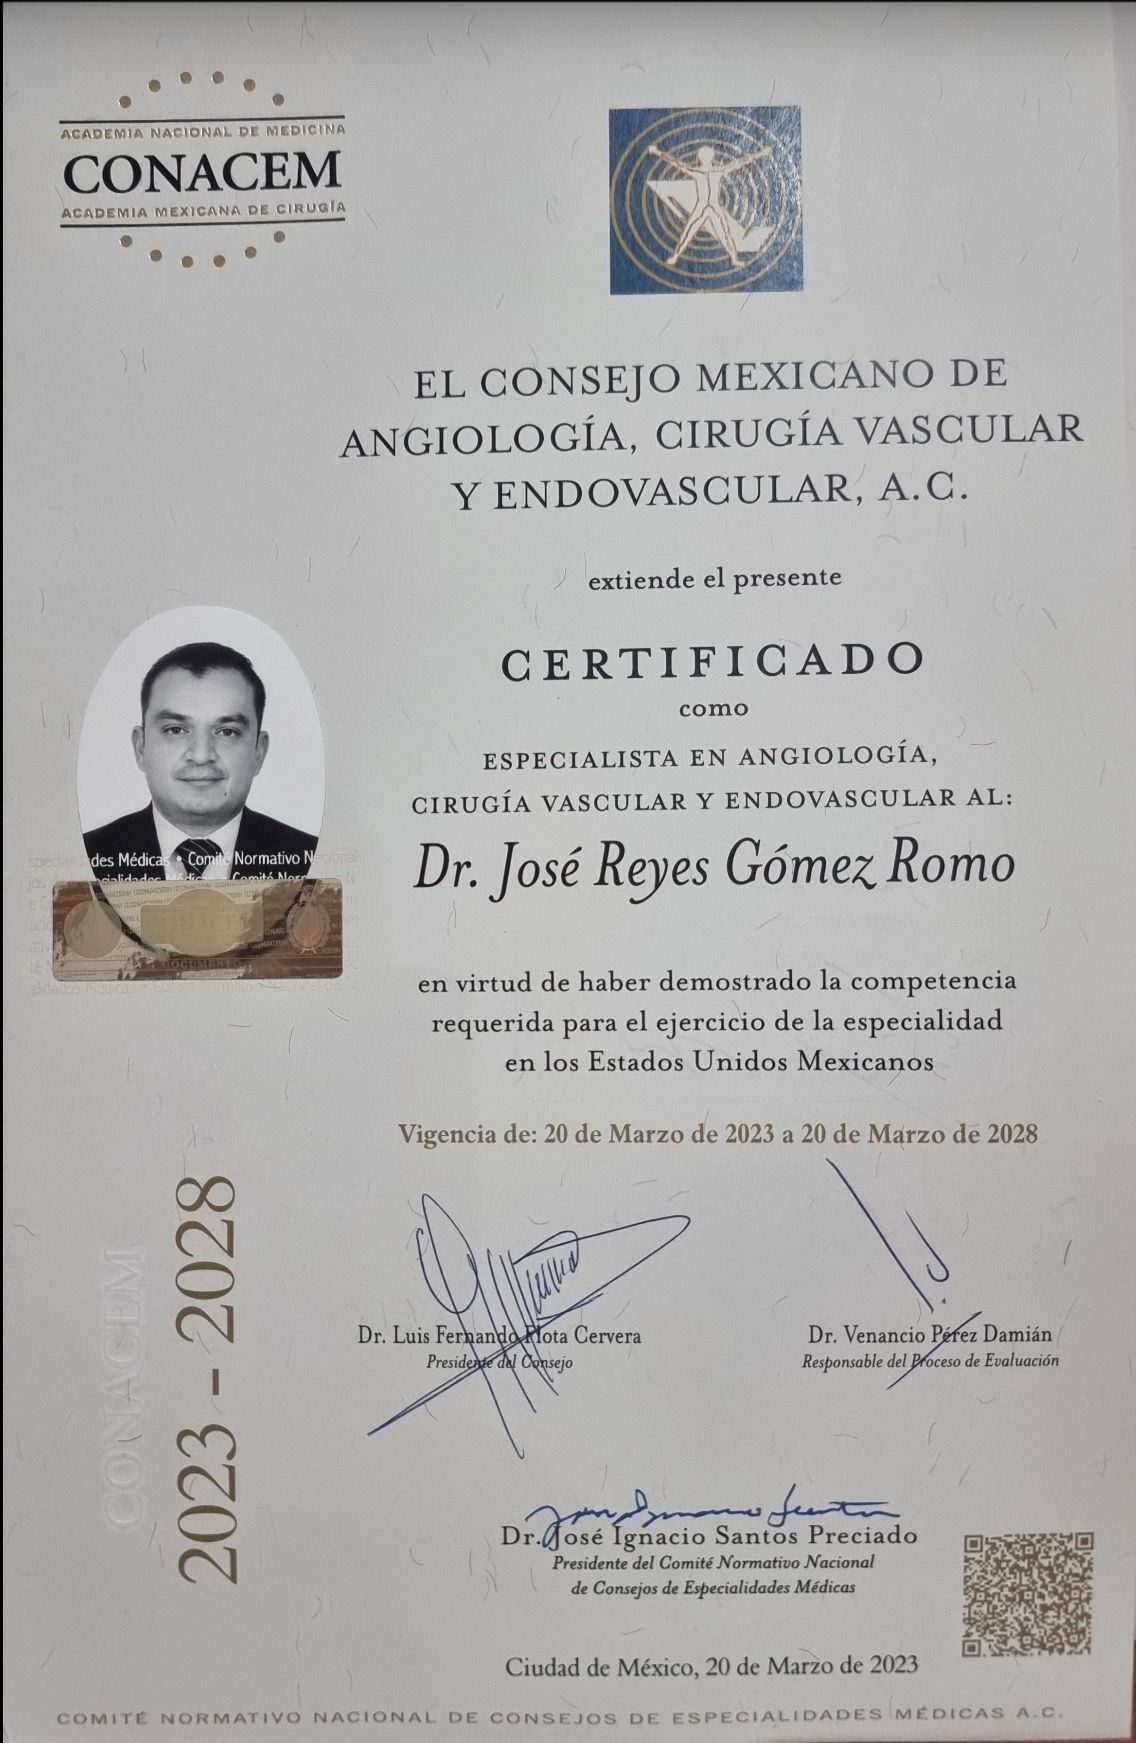 ACADEMIA NACIONAL DE MEDICINA
CONACEM
ACADEMIA MEXICANA DE CIRUGÍA
EL CONSEJO MEXICANO DE
ANGIOLOGÍA, CIRUGÍA VASCULAR
Y ENDOVASCULAR, A.C.
extiende el presente
CERTIFICADO
como
ESPECIALISTA EN ANGIOLOGÍA,
CIRUGÍA VASCULAR Y ENDOVASCULAR AL:
Dr. José Reyes Gómez Romo
des Médicas • Comité Normativo N
DOCUMENTO
en virtud de haber demostrado la competencia
requerida para el ejercicio de la especialidad
en los Estados Unidos Mexicanos
Vigencia de: 20 de Marzo de 2023 a 20 de Marzo de 2028
CONACEM
2023 - 2028
Dr. Luis Fernando Flota Cervera
Presidente del Consejo
Dr. Venancio Pérez Damián
Responsable del Proceso de Evaluación
Dr. José Ignacio Santos Preciado
Presidente del Comité Normativo Nacional
de Consejos de Especialidades Médicas
Ciudad de México, 20 de Marzo de 2023
COMITÉ NORMATIVO NACIONAL DE CONSEJOS DE ESPECIALIDADES MÉDICAS A.C.